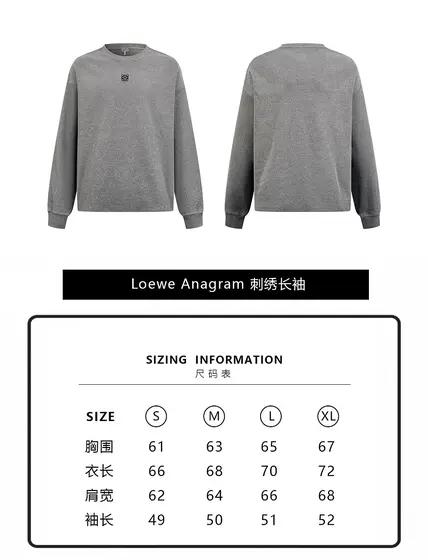 Loewe Anagram 刺绣长袖
SIZING INFORMATION
尺码表
SIZE S M L XL
胸围 61 63 65 67
衣长 66 68 70 72
肩宽 62 64 66 68
袖长 49 50 51 52